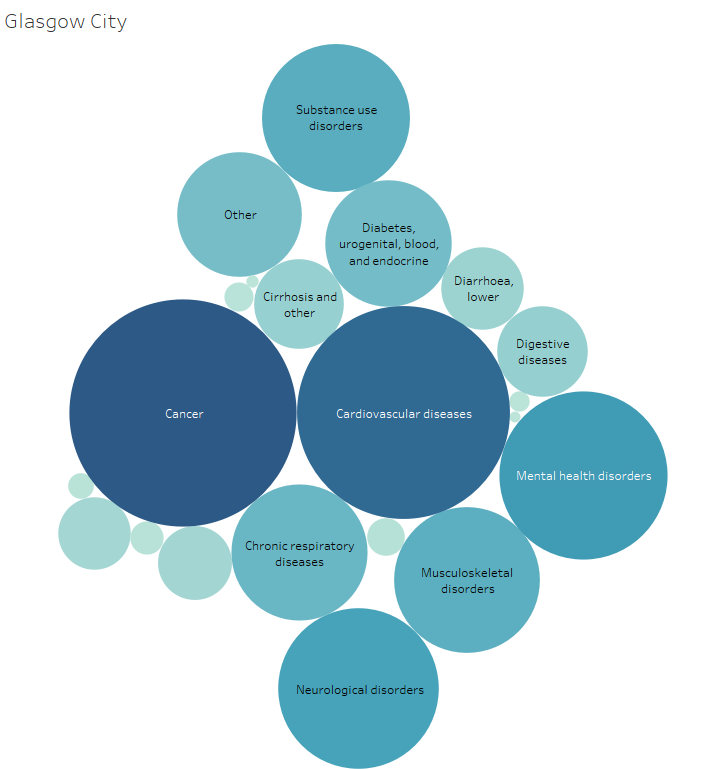 Glasgow City
Substance use
disorders
Other
Diabetes,
urogenital, blood,
and endocrine
Diarrhoea,
lower
Cirrhosis and
other
Digestive
diseases
Cancer
Cardiovascular diseases
Mental health disorders
Chronic respiratory
diseases
Musculoskeletal
disorders
Neurological disorders